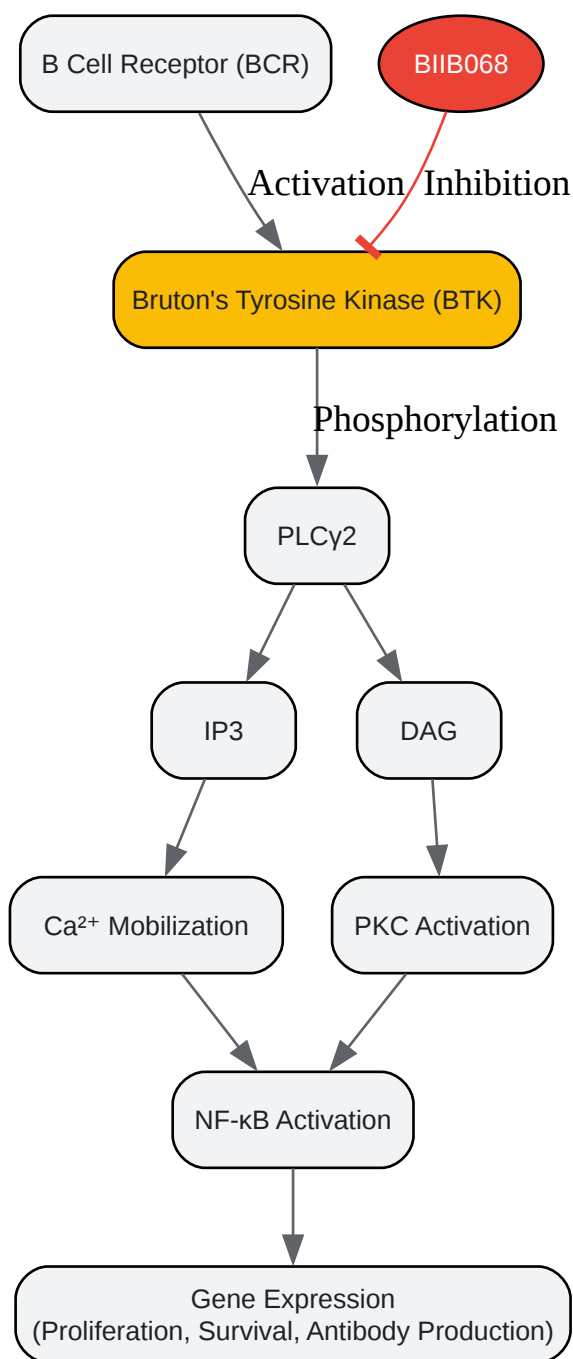 B Cell Receptor (BCR)
BIIB068
Activation
Inhibition
Bruton's Tyrosine Kinase (BTK)
Phosphorylation
PLCγ2
IP3
DAG
Ca²⁺ Mobilization
PKC Activation
NF-κB Activation
Gene Expression
(Proliferation, Survival, Antibody Production)